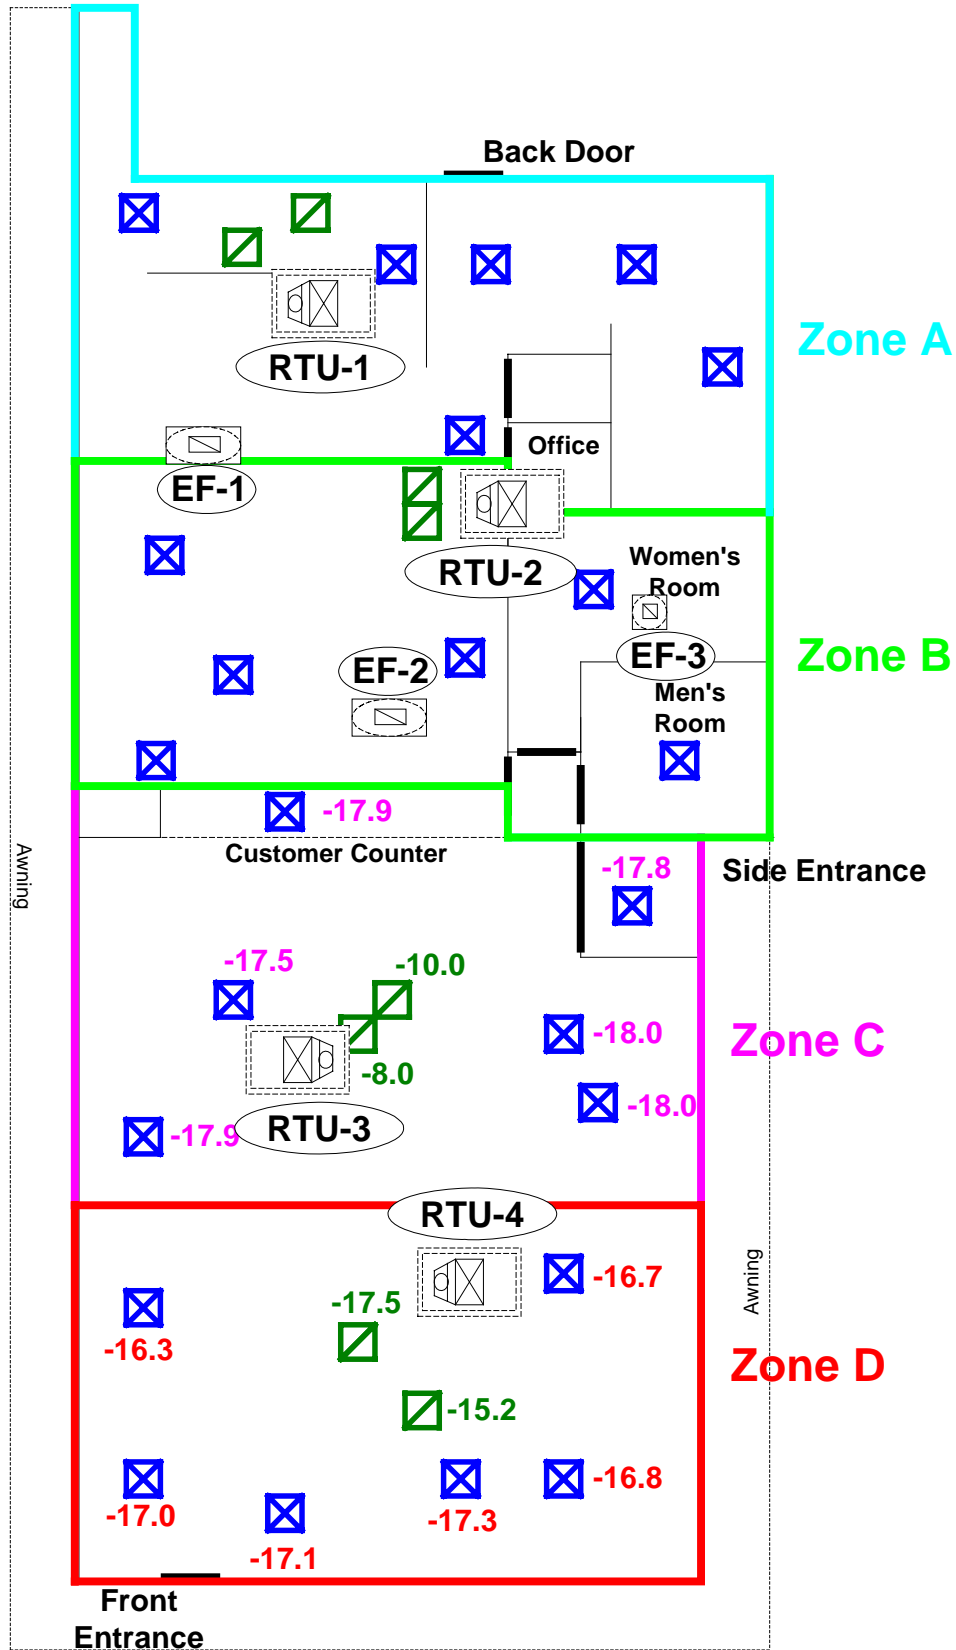 Back Door
Zone A
RTU-1
Office
EF-1
RTU-2
Women's
Room
EF-2
EF-3
Zone B
Men's
Room
-17.9
Customer Counter
Awning
-17.8
Side Entrance
-17.5
-10.0
-18.0
Zone C
-8.0
-18.0
-17.9
RTU-3
RTU-4
Awning
-16.7
-17.5
-16.3
Zone D
-15.2
-16.8
-17.0
-17.3
-17.1
Front
Entrance